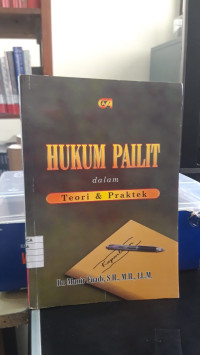 HUKUM PAILIT
dalam
Teori & Praktek
Dr. Munir Fuady, S.H., M.H., LL.M.